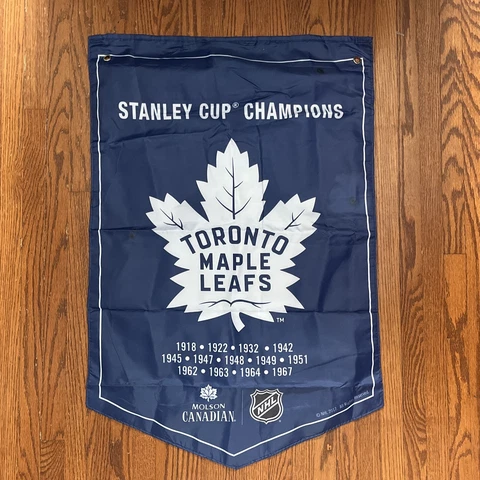 STANLEY CUP® CHAMPIONS
TORONTO
MAPLE
LEAFS
™
1918 • 1922 • 1932 • 1942
1945 • 1947 • 1948 • 1949 • 1951
1962 • 1963 • 1964 • 1967
MOLSON
CANADIAN
NHL